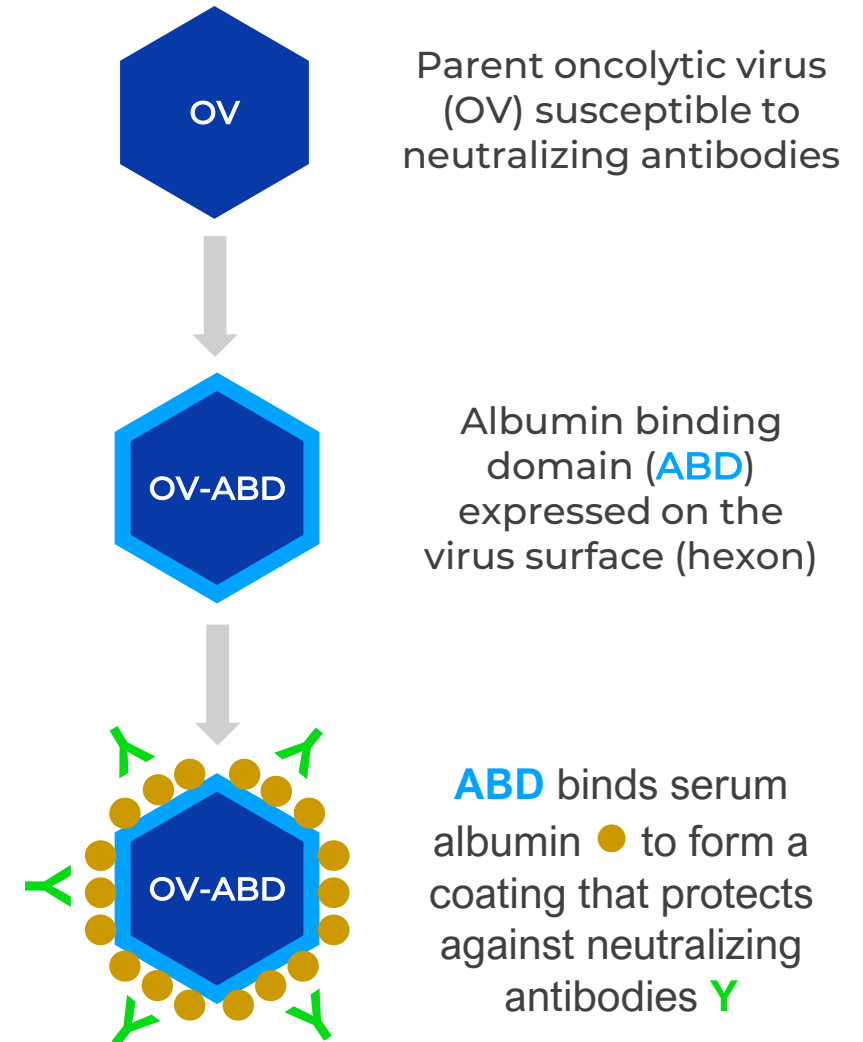 OV
Parent oncolytic virus
(OV) susceptible to
neutralizing antibodies
OV-ABD
Albumin binding
domain (ABD)
expressed on the
virus surface (hexon)
OV-ABD
ABD binds serum
albumin to form a
coating that protects
against neutralizing
antibodies Y